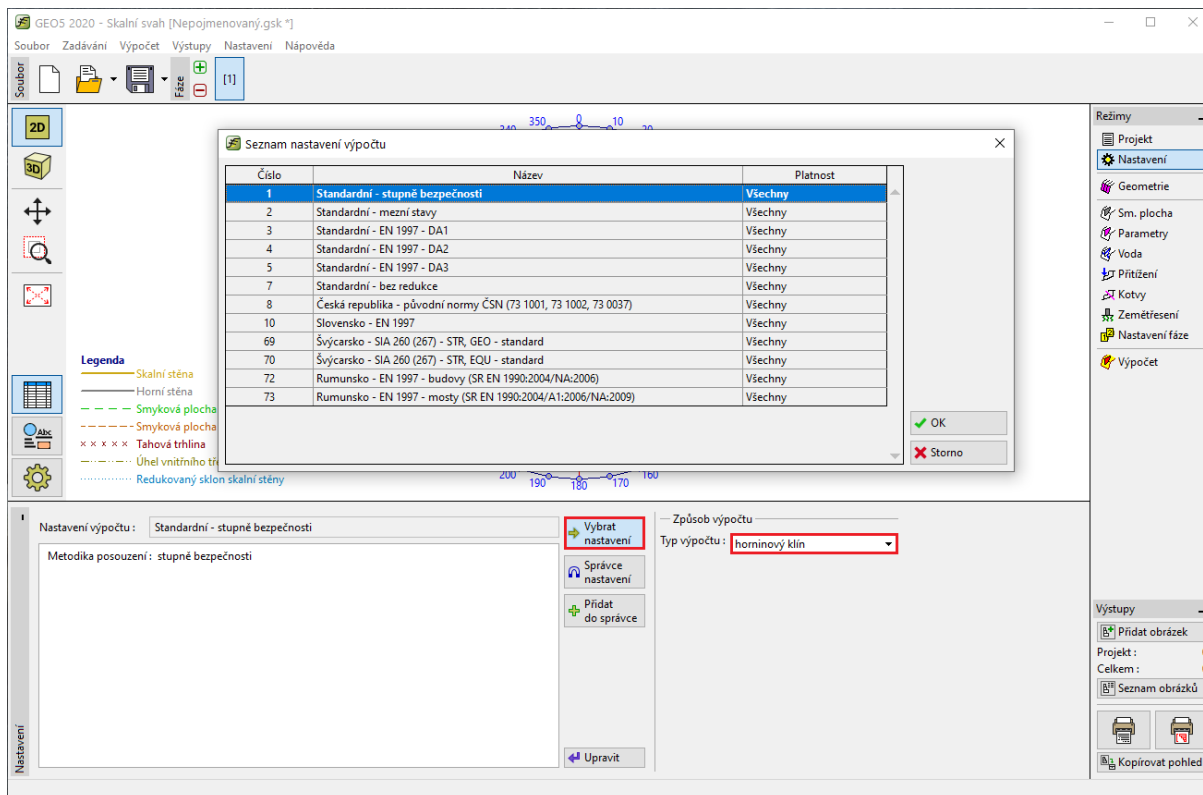 GEO5 2020 - Skalní svah [Nepojmenovaný.gsk *]
Soubor Zadávání Výpočet Výstupy Nastavení Nápověda
Soubor
Fáze
[1]
2D
3D
350 0 10
340 20
Seznam nastavení výpočtu
Číslo Název Platnost
1 Standardní - stupně bezpečnosti Všechny
2 Standardní - mezní stavy Všechny
3 Standardní - EN 1997 - DA1 Všechny
4 Standardní - EN 1997 - DA2 Všechny
5 Standardní - EN 1997 - DA3 Všechny
7 Standardní - bez redukce Všechny
8 Česká republika - původní normy ČSN (73 1001, 73 1002, 73 0037) Všechny
10 Slovensko - EN 1997 Všechny
69 Švýcarsko - SIA 260 (267) - STR, GEO - standard Všechny
70 Švýcarsko - SIA 260 (267) - STR, EQU - standard Všechny
72 Rumunsko - EN 1997 - budovy (SR EN 1990:2004/NA:2006) Všechny
73 Rumunsko - EN 1997 - mosty (SR EN 1990:2004/A1:2006/NA:2009) Všechny
OK
Storno
Legenda
Skalní stěna
Horní stěna
Smyková plocha
Smyková plocha
Tahová trhlina
Úhel vnitřního
Redukovaný sklon skalní stěny
Abc
200 190 180 170 160
Režimy
Projekt
Nastavení
Geometrie
Sm. plocha
Parametry
Voda
Přitížení
Kotvy
Zemětřesení
Nastavení fáze
Výpočet
Nastavení výpočtu : Standardní - stupně bezpečnosti
Metodika posouzení : stupně bezpečnosti
Vybrat
nastavení
Správce
nastavení
Přidat
do správce
Upravit
Způsob výpočtu
Typ výpočtu : horninový klín
Nastavení
Výstupy
Přidat obrázek
Projekt :
Celkem :
Seznam obrázků
Kopírovat pohled